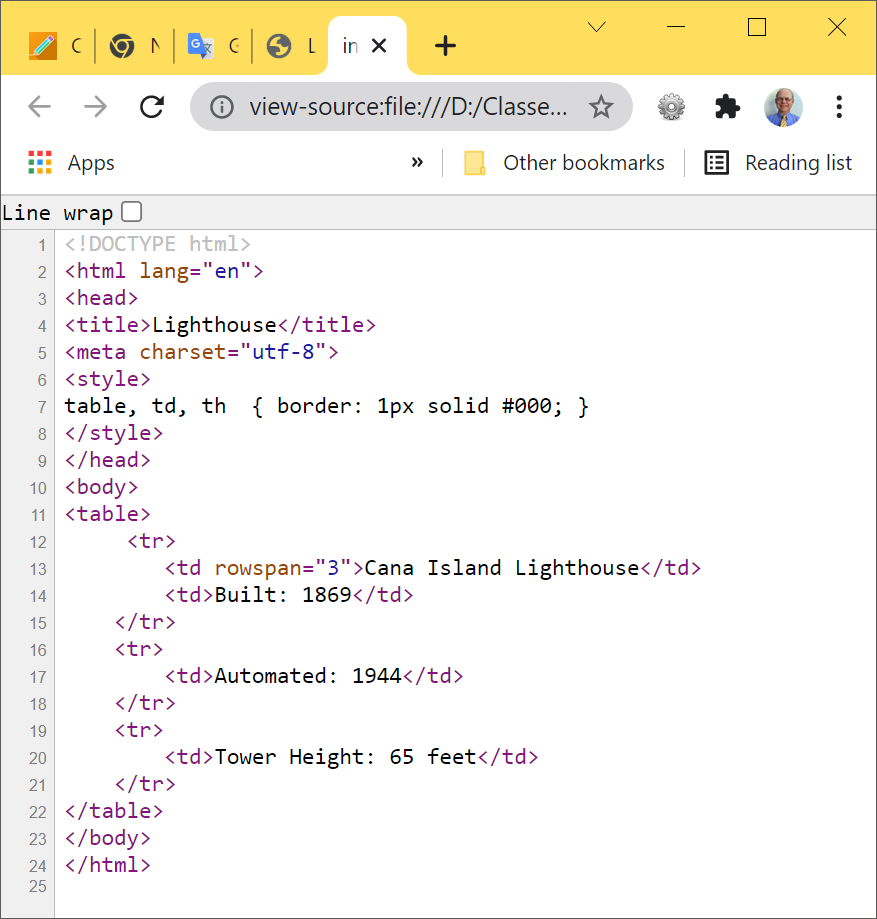 C
N
G
L
in
view-source:file:///D:/Classe...
Apps
»
Other bookmarks
Reading list
Line wrap
1 <!DOCTYPE html>
2 <html lang="en">
3 <head>
4 <title>Lighthouse</title>
5 <meta charset="utf-8">
6 <style>
7 table, td, th  { border: 1px solid #000; }
8 </style>
9 </head>
10 <body>
11 <table>
12      <tr>
13         <td rowspan="3">Cana Island Lighthouse</td>
14         <td>Built: 1869</td>
15     </tr>
16     <tr>
17         <td>Automated: 1944</td>
18     </tr>
19     <tr>
20         <td>Tower Height: 65 feet</td>
21     </tr>
22 </table>
23 </body>
24 </html>
25